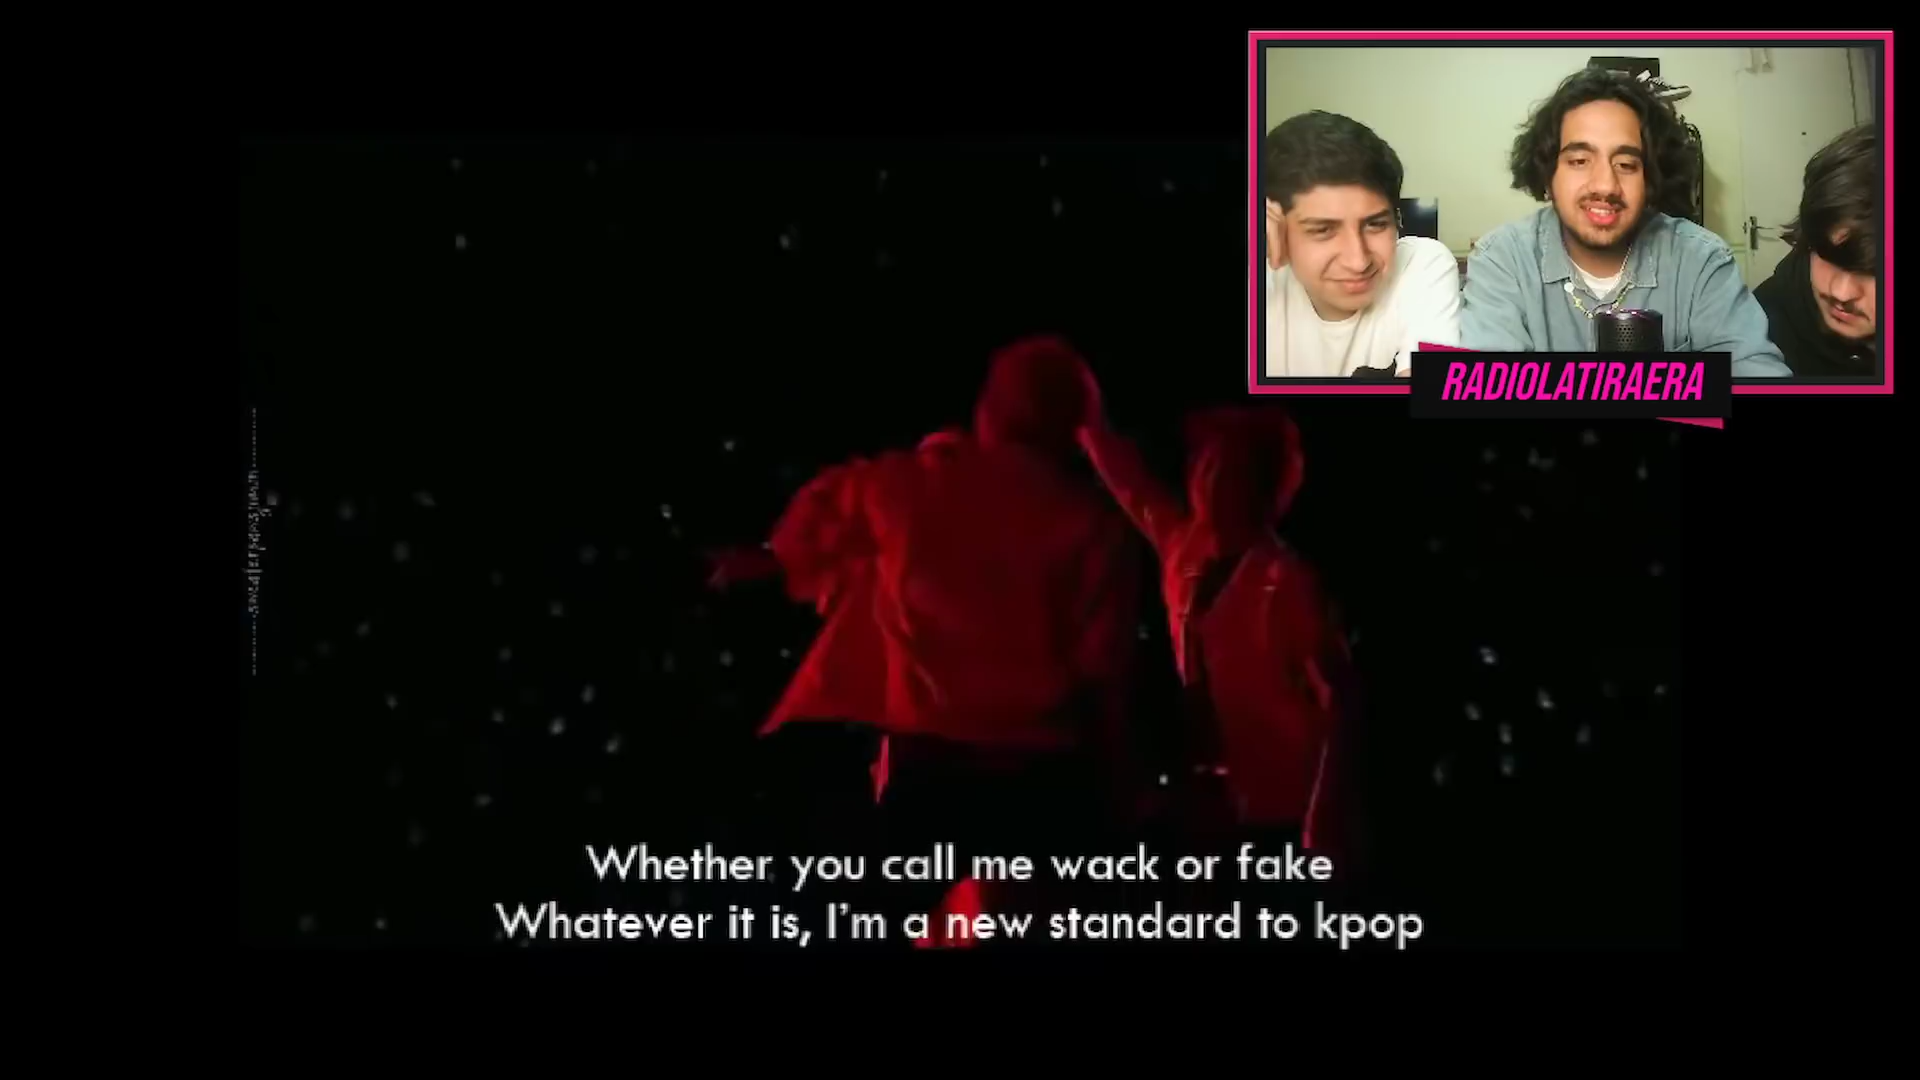 RADIOLATIRAERA
Whether you call me wack or fake
Whatever it is, I'm a new standard to kpop